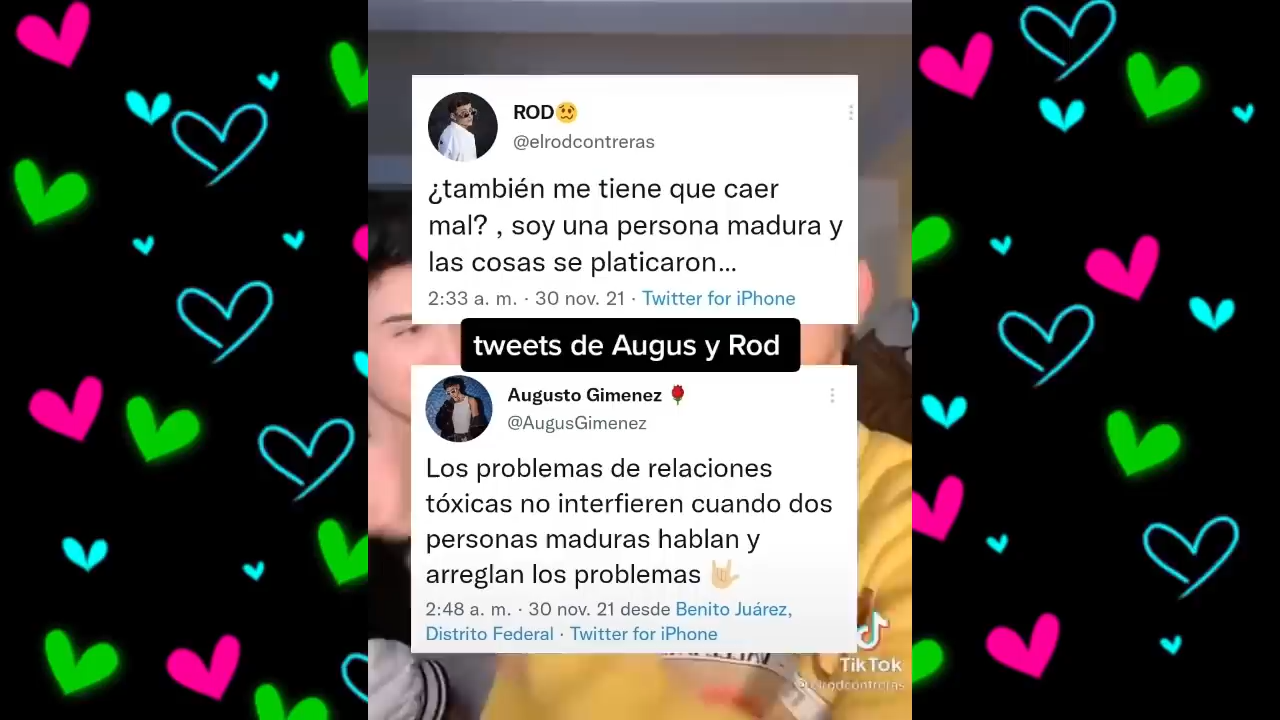 ROD🥴
@elrodcontreras
¿también me tiene que caer
mal? , soy una persona madura y
las cosas se platicaron...
2:33 a. m. · 30 nov. 21 · Twitter for iPhone
tweets de Augus y Rod
Augusto Gimenez 🌹
@AugusGimenez
Los problemas de relaciones
tóxicas no interfieren cuando dos
personas maduras hablan y
arreglan los problemas 🤟🏼
2:48 a. m. · 30 nov. 21 desde Benito Juárez,
Distrito Federal · Twitter for iPhone
TikTok
@elrodcontreras